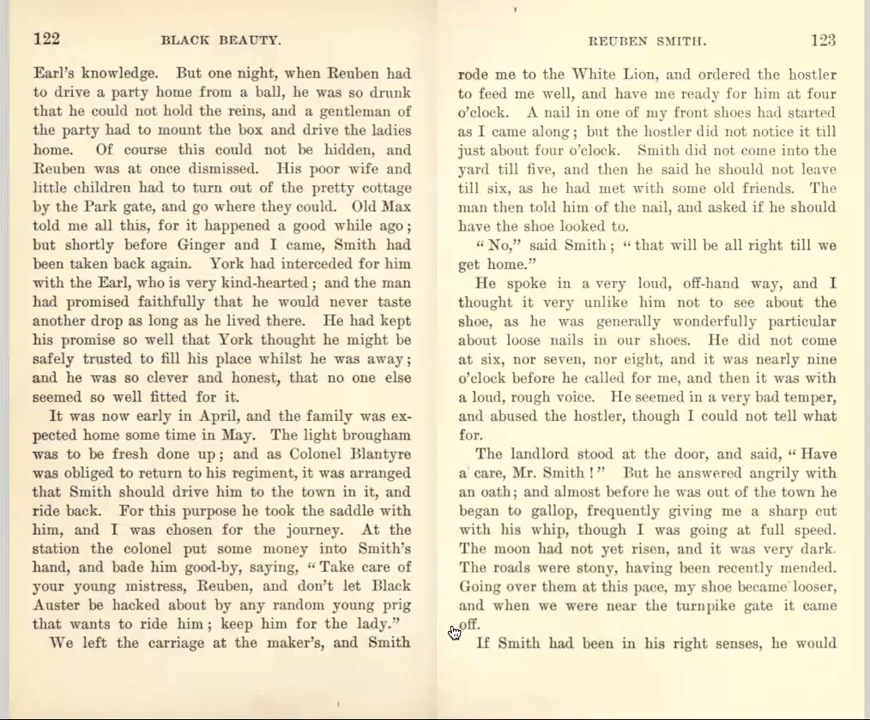 122 BLACK BEAUTY.
Earl's knowledge. But one night, when Reuben had
to drive a party home from a ball, he was so drunk
that he could not hold the reins, and a gentleman of
the party had to mount the box and drive the ladies
home. Of course this could not be hidden, and
Reuben was at once dismissed. His poor wife and
little children had to turn out of the pretty cottage
by the Park gate, and go where they could. Old Max
told me all this, for it happened a good while ago;
but shortly before Ginger and I came, Smith had
been taken back again. York had interceded for him
with the Earl, who is very kind-hearted; and the man
had promised faithfully that he would never taste
another drop as long as he lived there. He had kept
his promise so well that York thought he might be
safely trusted to fill his place whilst he was away;
and he was so clever and honest, that no one else
seemed so well fitted for it.
It was now early in April, and the family was ex-
pected home some time in May. The light brougham
was to be fresh done up; and as Colonel Blantyre
was obliged to return to his regiment, it was arranged
that Smith should drive him to the town in it, and
ride back. For this purpose he took the saddle with
him, and I was chosen for the journey. At the
station the colonel put some money into Smith's
hand, and bade him good-by, saying, "Take care of
your young mistress, Reuben, and don't let Black
Auster be hacked about by any random young prig
that wants to ride him; keep him for the lady."
We left the carriage at the maker's, and Smith
REUBEN SMITH. 123
rode me to the White Lion, and ordered the hostler
to feed me well, and have me ready for him at four
o'clock. A nail in one of my front shoes had started
as I came along; but the hostler did not notice it till
just about four o'clock. Smith did not come into the
yard till five, and then he said he should not leave
till six, as he had met with some old friends. The
man then told him of the nail, and asked if he should
have the shoe looked to.
"No," said Smith; "that will be all right till we
get home."
He spoke in a very loud, off-hand way, and I
thought it very unlike him not to see about the
shoe, as he was generally wonderfully particular
about loose nails in our shoes. He did not come
at six, nor seven, nor eight, and it was nearly nine
o'clock before he called for me, and then it was with
a loud, rough voice. He seemed in a very bad temper,
and abused the hostler, though I could not tell what
for.
The landlord stood at the door, and said, "Have
a care, Mr. Smith!" But he answered angrily with
an oath; and almost before he was out of the town he
began to gallop, frequently giving me a sharp cut
with his whip, though I was going at full speed.
The moon had not yet risen, and it was very dark.
The roads were stony, having been recently mended.
Going over them at this pace, my shoe became looser,
and when we were near the turnpike gate it came
off.
If Smith had been in his right senses, he would